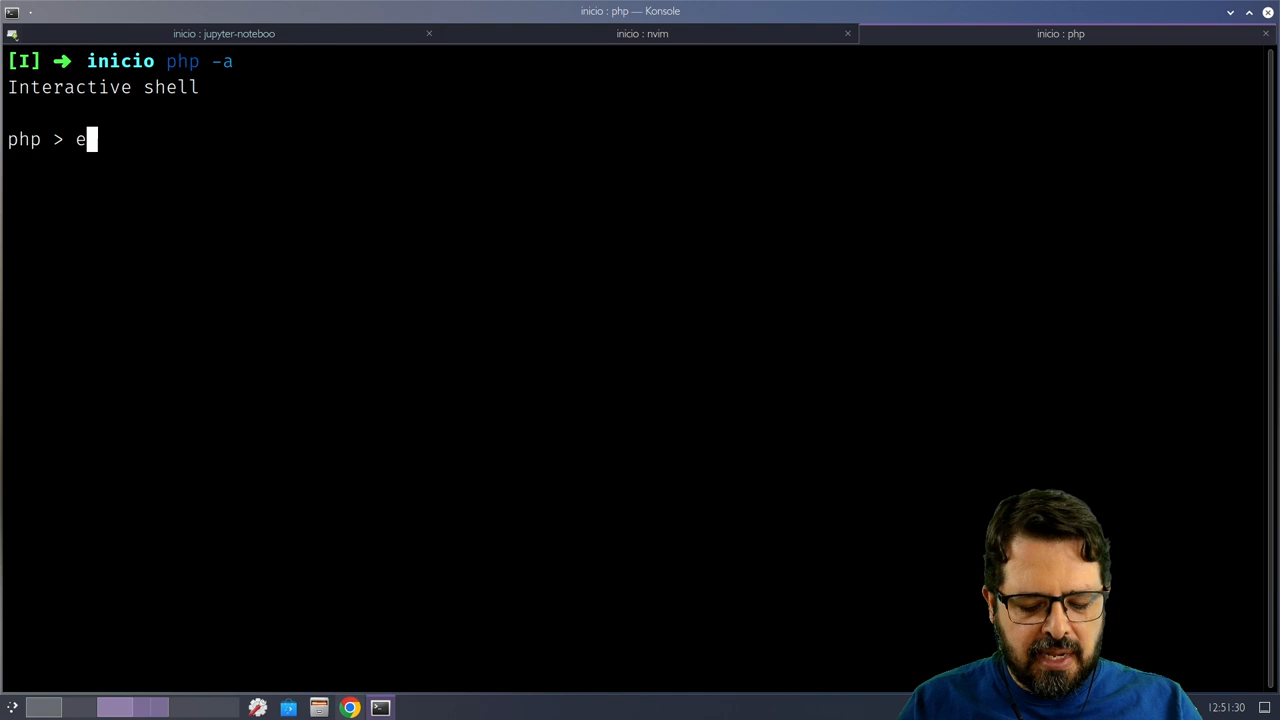 inicio : php — Konsole
inicio : jupyter-noteboo
inicio : nvim
inicio : php
[I] ➜ inicio php -a
Interactive shell
php > e
12:51:30